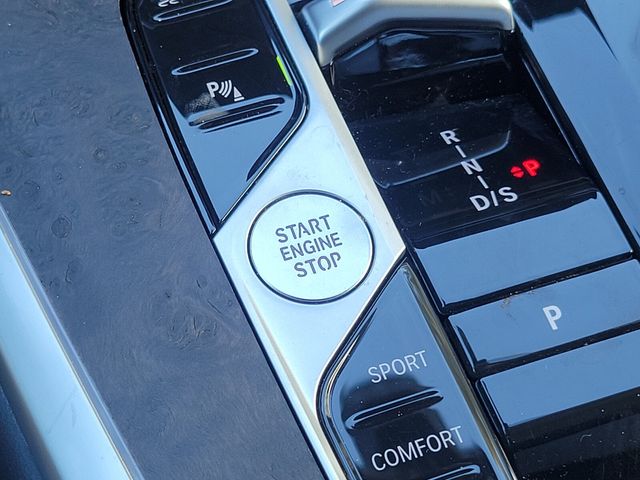 P
R
N
D/S
P
START
ENGINE
STOP
P
SPORT
COMFORT